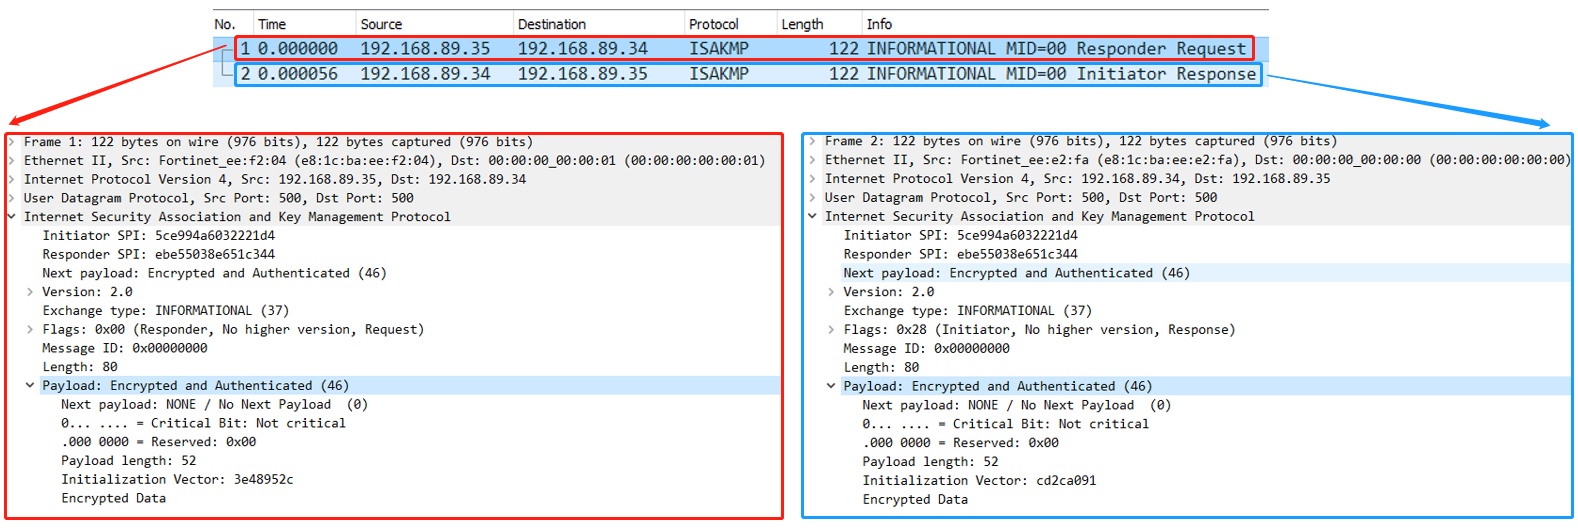 No. Time Source Destination Protocol Length Info
1 0.000000 192.168.89.35 192.168.89.34 ISAKMP 122 INFORMATIONAL MID=00 Responder Request
2 0.000056 192.168.89.34 192.168.89.35 ISAKMP 122 INFORMATIONAL MID=00 Initiator Response
Frame 1: 122 bytes on wire (976 bits), 122 bytes captured (976 bits)
Ethernet II, Src: Fortinet_ee:f2:04 (e8:1c:ba:ee:f2:04), Dst: 00:00:00_00:00:01 (00:00:00:00:00:01)
Internet Protocol Version 4, Src: 192.168.89.35, Dst: 192.168.89.34
User Datagram Protocol, Src Port: 500, Dst Port: 500
Internet Security Association and Key Management Protocol
Initiator SPI: 5ce994a6032221d4
Responder SPI: ebe55038e651c344
Next payload: Encrypted and Authenticated (46)
Version: 2.0
Exchange type: INFORMATIONAL (37)
Flags: 0x00 (Responder, No higher version, Request)
Message ID: 0x00000000
Length: 80
Payload: Encrypted and Authenticated (46)
Next payload: NONE / No Next Payload (0)
0... .... = Critical Bit: Not critical
.000 0000 = Reserved: 0x00
Payload length: 52
Initialization Vector: 3e48952c
Encrypted Data
Frame 2: 122 bytes on wire (976 bits), 122 bytes captured (976 bits)
Ethernet II, Src: Fortinet_ee:e2:fa (e8:1c:ba:ee:e2:fa), Dst: 00:00:00_00:00:00 (00:00:00:00:00:00)
Internet Protocol Version 4, Src: 192.168.89.34, Dst: 192.168.89.35
User Datagram Protocol, Src Port: 500, Dst Port: 500
Internet Security Association and Key Management Protocol
Initiator SPI: 5ce994a6032221d4
Responder SPI: ebe55038e651c344
Next payload: Encrypted and Authenticated (46)
Version: 2.0
Exchange type: INFORMATIONAL (37)
Flags: 0x28 (Initiator, No higher version, Response)
Message ID: 0x00000000
Length: 80
Payload: Encrypted and Authenticated (46)
Next payload: NONE / No Next Payload (0)
0... .... = Critical Bit: Not critical
.000 0000 = Reserved: 0x00
Payload length: 52
Initialization Vector: cd2ca091
Encrypted Data